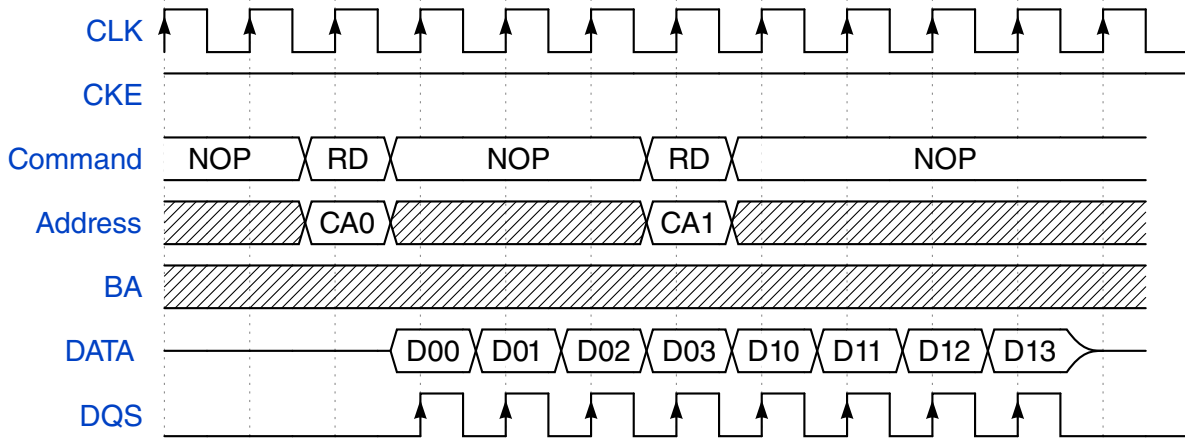 CLK
CKE
Command NOP RD NOP RD NOP
Address CA0 CA1
BA
DATA D00 D01 D02 D03 D10 D11 D12 D13
DQS